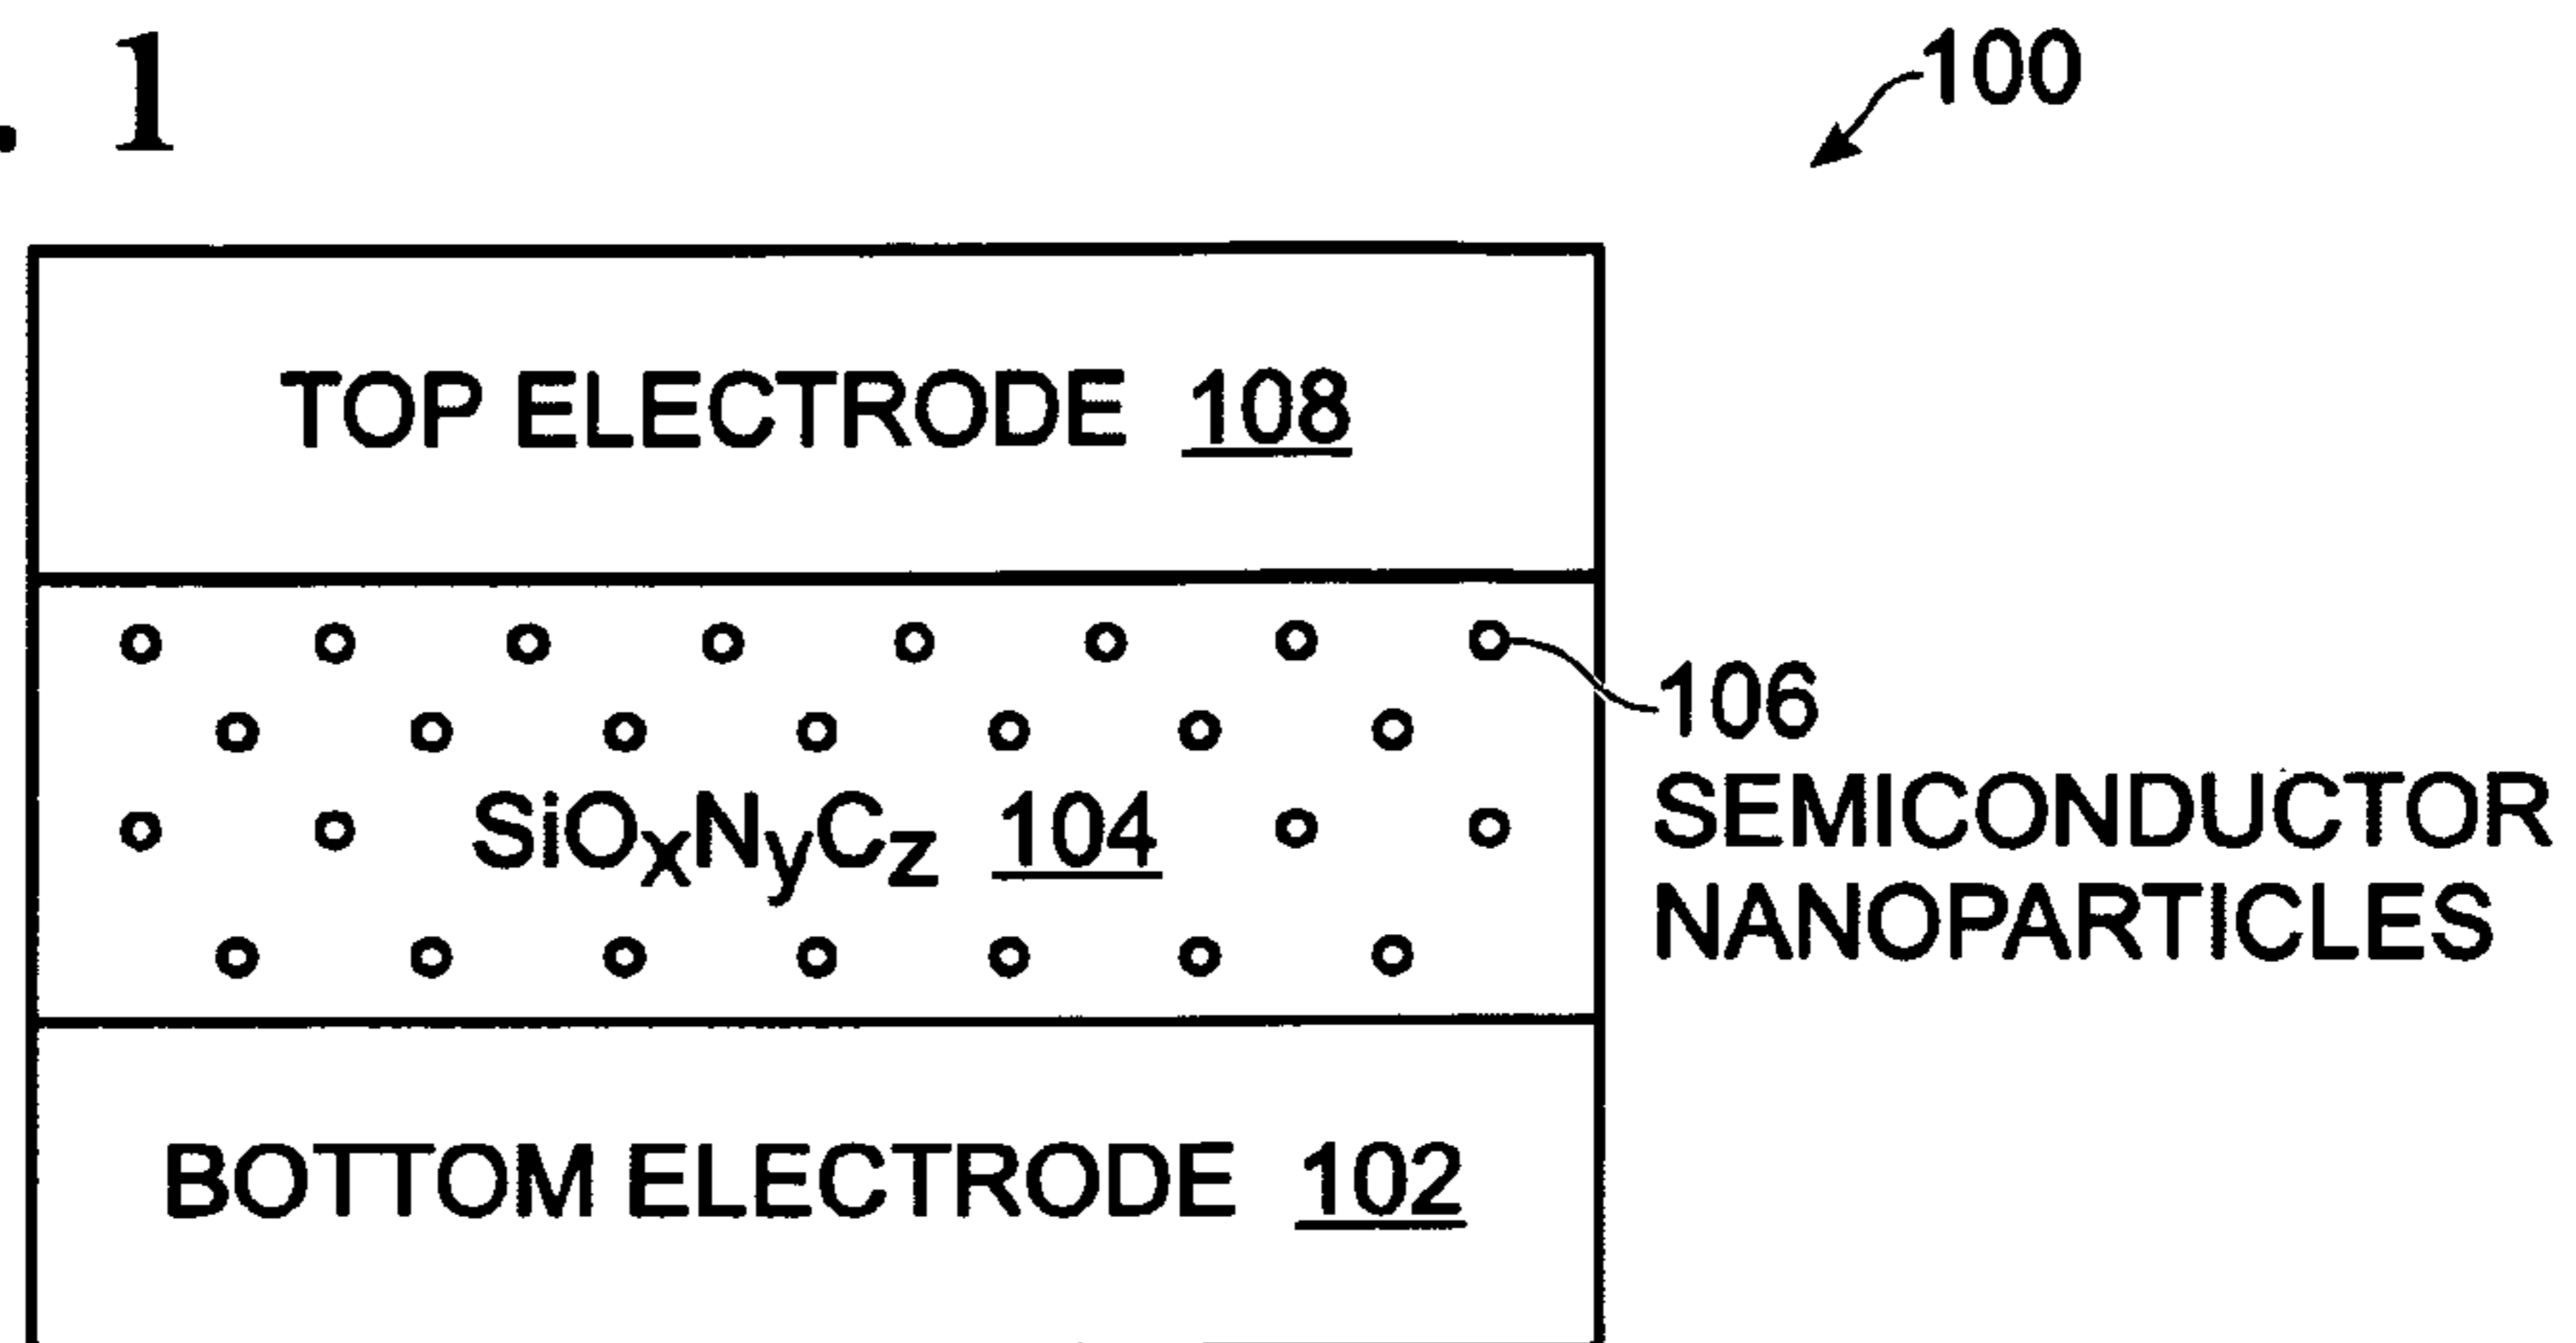 . 1
100
TOP ELECTRODE 108
106
SEMICONDUCTOR
NANOPARTICLES
SiOxNyCz 104
BOTTOM ELECTRODE 102